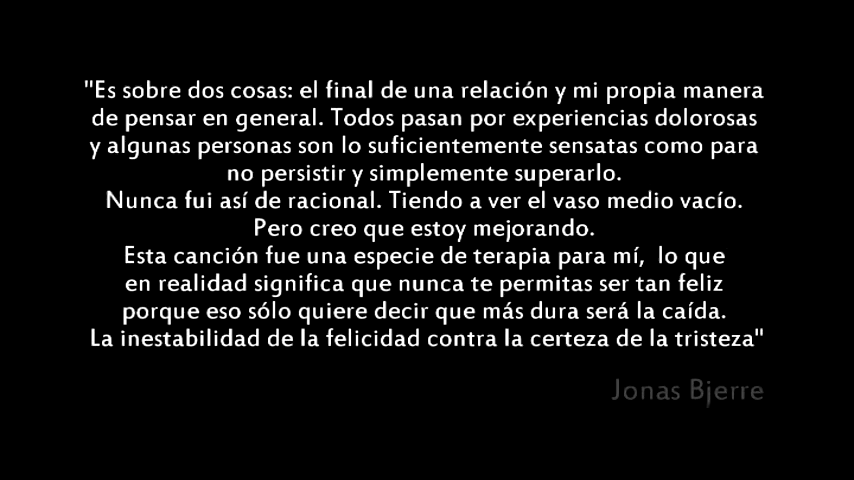 "Es sobre dos cosas: el final de una relación y mi propia manera
de pensar en general. Todos pasan por experiencias dolorosas
y algunas personas son lo suficientemente sensatas como para
no persistir y simplemente superarlo.
Nunca fui así de racional. Tiendo a ver el vaso medio vacío.
Pero creo que estoy mejorando.
Esta canción fue una especie de terapia para mí, lo que
en realidad significa que nunca te permitas ser tan feliz
porque eso sólo quiere decir que más dura será la caída.
La inestabilidad de la felicidad contra la certeza de la tristeza"
Jonas Bjerre